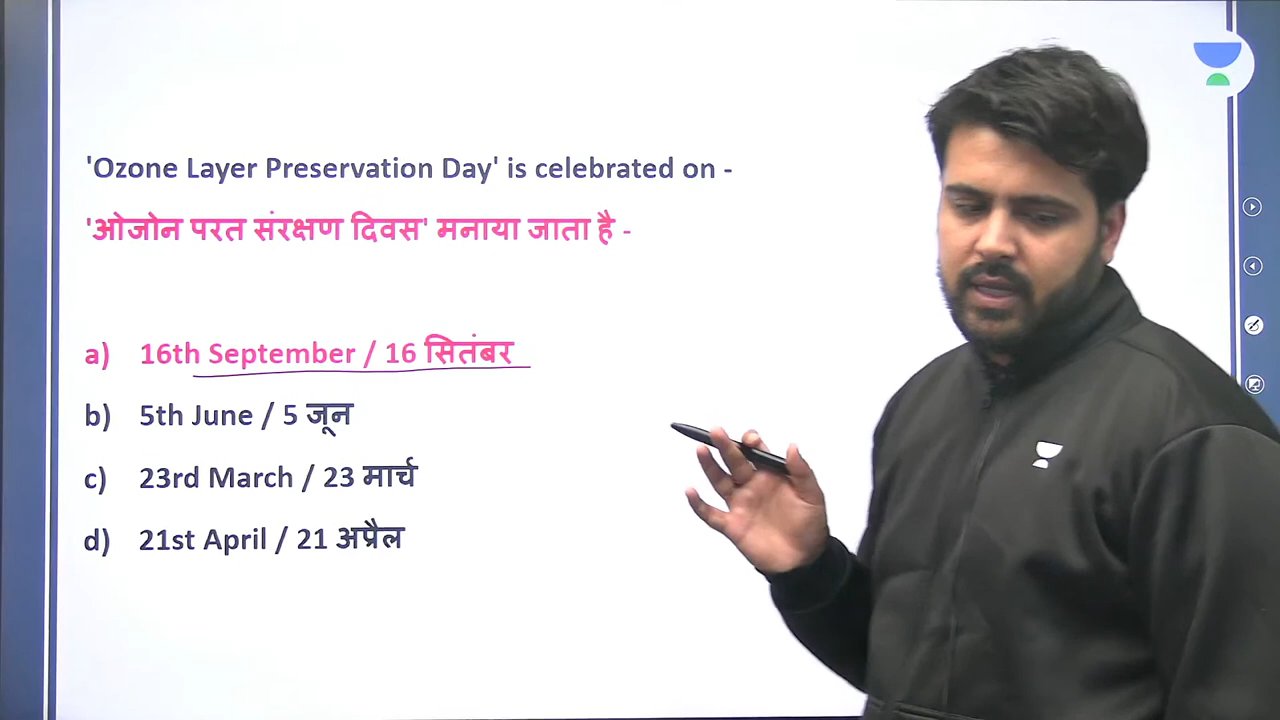 'Ozone Layer Preservation Day' is celebrated on -
'ओजोन परत संरक्षण दिवस' मनाया जाता है -
a) 16th September / 16 सितंबर
b) 5th June / 5 जून
c) 23rd March / 23 मार्च
d) 21st April / 21 अप्रैल